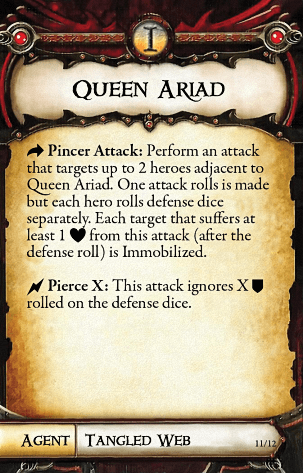 I
Queen Ariad
Pincer Attack: Perform an attack
that targets up to 2 heroes adjacent to
Queen Ariad. One attack rolls is made
but each hero rolls defense dice
separately. Each target that suffers at
least 1 ♥ from this attack (after the
defense roll) is Immobilized.
Pierce X: This attack ignores X
rolled on the defense dice.
Agent Tangled Web 11/12